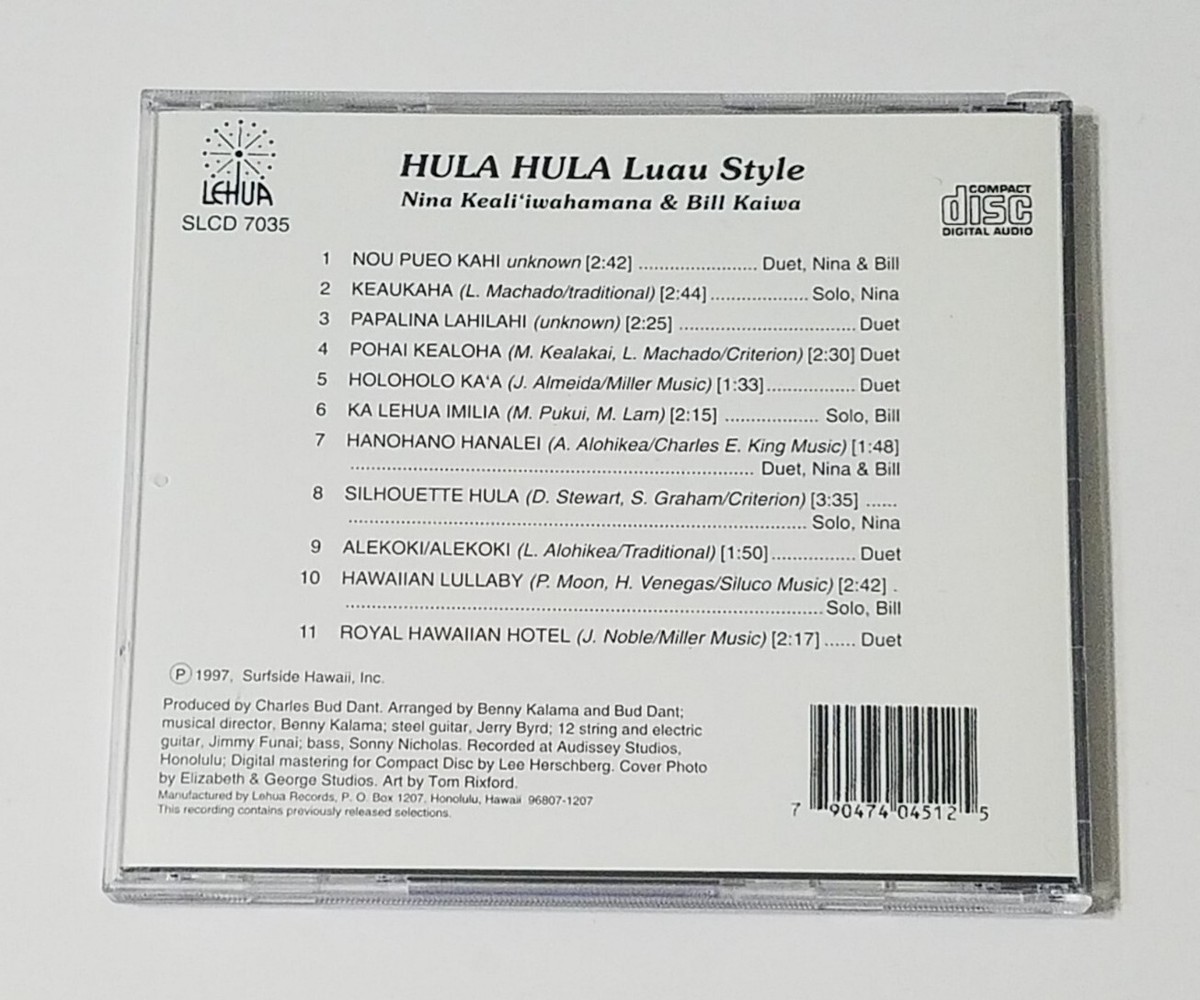 LEHUA
SLCD 7035
HULA HULA Luau Style
Nina Keali‘iwahamana & Bill Kaiwa
COMPACT
disc
DIGITAL AUDIO
1 NOU PUEO KAHI unknown [2:42] ....................... Duet, Nina & Bill
2 KEAUKAHA (L. Machado/traditional) [2:44] .................. Solo, Nina
3 PAPALINA LAHILAHI (unknown) [2:25] ................................. Duet
4 POHAI KEALOHA (M. Kealakai, L. Machado/Criterion) [2:30] Duet
5 HOLOHOLO KA‘A (J. Almeida/Miller Music) [1:33]................. Duet
6 KA LEHUA IMILIA (M. Pukui, M. Lam) [2:15] .................. Solo, Bill
7 HANOHANO HANALEI (A. Alohikea/Charles E. King Music) [1:48]
................................................................................ Duet, Nina & Bill
8 SILHOUETTE HULA (D. Stewart, S. Graham/Criterion) [3:35] ......
.......................................................................................... Solo, Nina
9 ALEKOKI/ALEKOKI (L. Alohikea/Traditional) [1:50]................ Duet
10 HAWAIIAN LULLABY (P. Moon, H. Venegas/Siluco Music) [2:42] .
............................................................................................Solo, Bill
11 ROYAL HAWAIIAN HOTEL (J. Noble/Miller Music) [2:17] ...... Duet
Ⓟ 1997, Surfside Hawaii, Inc.
Produced by Charles Bud Dant. Arranged by Benny Kalama and Bud Dant;
musical director, Benny Kalama; steel guitar, Jerry Byrd; 12 string and electric
guitar, Jimmy Funai; bass, Sonny Nicholas. Recorded at Audissey Studios,
Honolulu; Digital mastering for Compact Disc by Lee Herschberg. Cover Photo
by Elizabeth & George Studios. Art by Tom Rixford.
Manufactured by Lehua Records, P. O. Box 1207, Honolulu, Hawaii 96807-1207
This recording contains previously released selections.
7 90474 04512 5